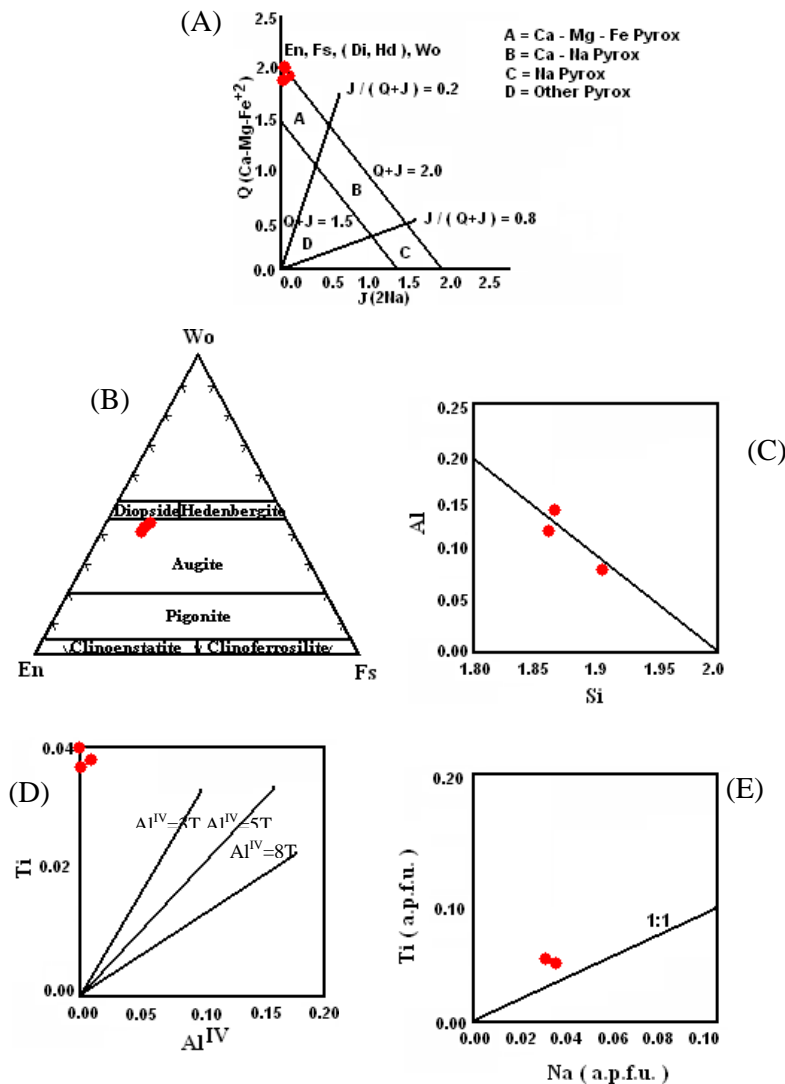 (A)
En, Fs, ( Di, Hd ), Wo
A = Ca - Mg - Fe Pyrox
B = Ca - Na Pyrox
C = Na Pyrox
D = Other Pyrox
Q (Ca-Mg-Fe+2)
2.5
2.0
1.5
1.0
0.5
0.0
J / ( Q+J ) = 0.2
A
Q+J = 2.0
B
Q+J = 1.5
J / ( Q+J ) = 0.8
D
C
0.0 0.5 1.0 1.5 2.0 2.5
J (2Na)
(B)
Wo
Diopside Hedenbergite
Augite
Pigonite
Clinoenstatite Clinoferrosilite
En
Fs
(C)
Al
0.25
0.20
0.15
0.10
0.05
0.00
1.80 1.85 1.9 1.95 2.0
Si
(D)
Ti
0.04
0.02
0.00
Al IV=5T
Al IV=8T
0.00 0.05 0.10 0.15 0.20
Al IV
(E)
Ti ( a.p.f.u. )
0.20
0.10
0.00
1:1
0.00 0.02 0.04 0.06 0.08 0.10
Na ( a.p.f.u. )